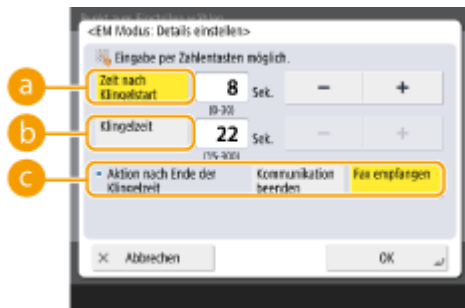 <EM Modus: Details einstellen>
Eingabe per Zahlentasten möglich.
a
Zeit nach
Klingelstart
8 Sek. − +
(0-30)
b
Klingelzeit
22 Sek. − +
(15-300)
c
Aktion nach Ende der
Klingelzeit
Kommunikation
beenden
Fax empfangen
× Abbrechen
OK